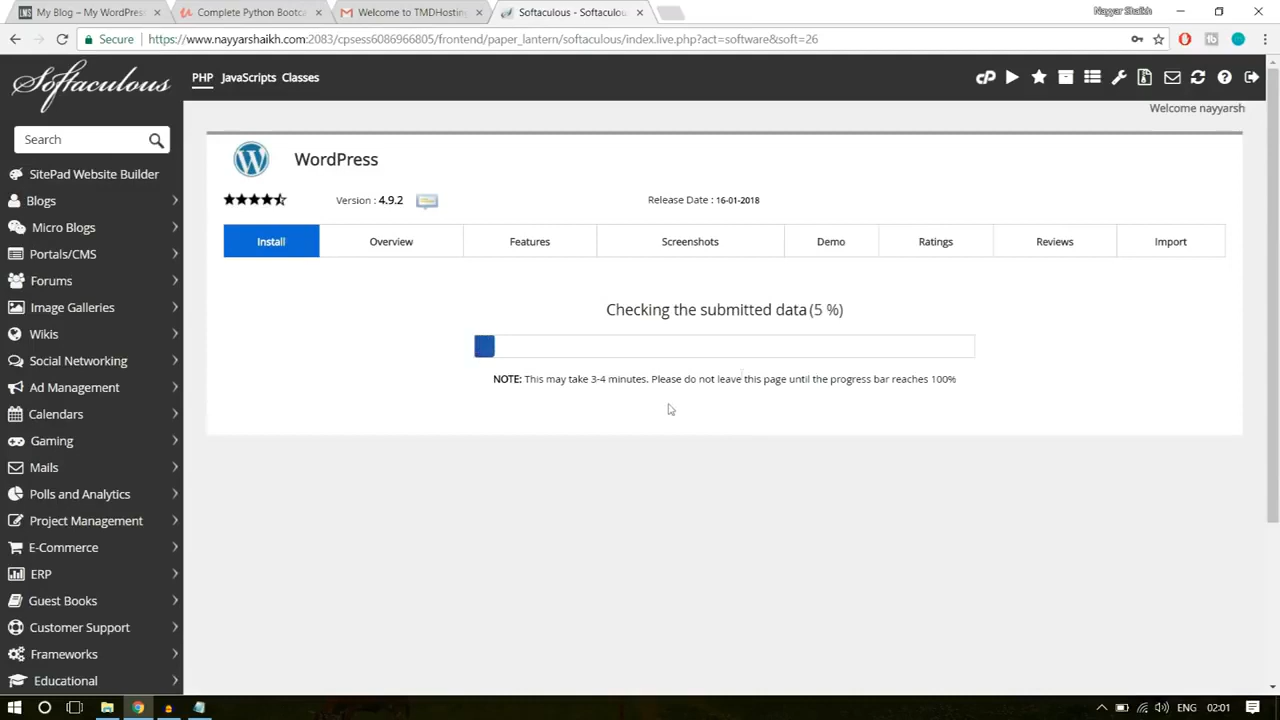 My Blog – My WordPress
Complete Python Bootca
Welcome to TMDHosting
Softaculous - Softaculou
Nayyar Shaikh
Secure
https://www.nayyarshaikh.com:2083/cpsess6086966805/frontend/paper_lantern/softaculous/index.live.php?act=software&soft=26
Softaculous
PHP JavaScripts Classes
cP
Welcome nayyarsh
Search
SitePad Website Builder
Blogs
Micro Blogs
Portals/CMS
Forums
Image Galleries
Wikis
Social Networking
Ad Management
Calendars
Gaming
Mails
Polls and Analytics
Project Management
E-Commerce
ERP
Guest Books
Customer Support
Frameworks
Educational
WordPress
Version : 4.9.2
Release Date : 16-01-2018
Install Overview Features Screenshots Demo Ratings Reviews Import
Checking the submitted data (5 %)
NOTE: This may take 3-4 minutes. Please do not leave this page until the progress bar reaches 100%
ENG 02:01